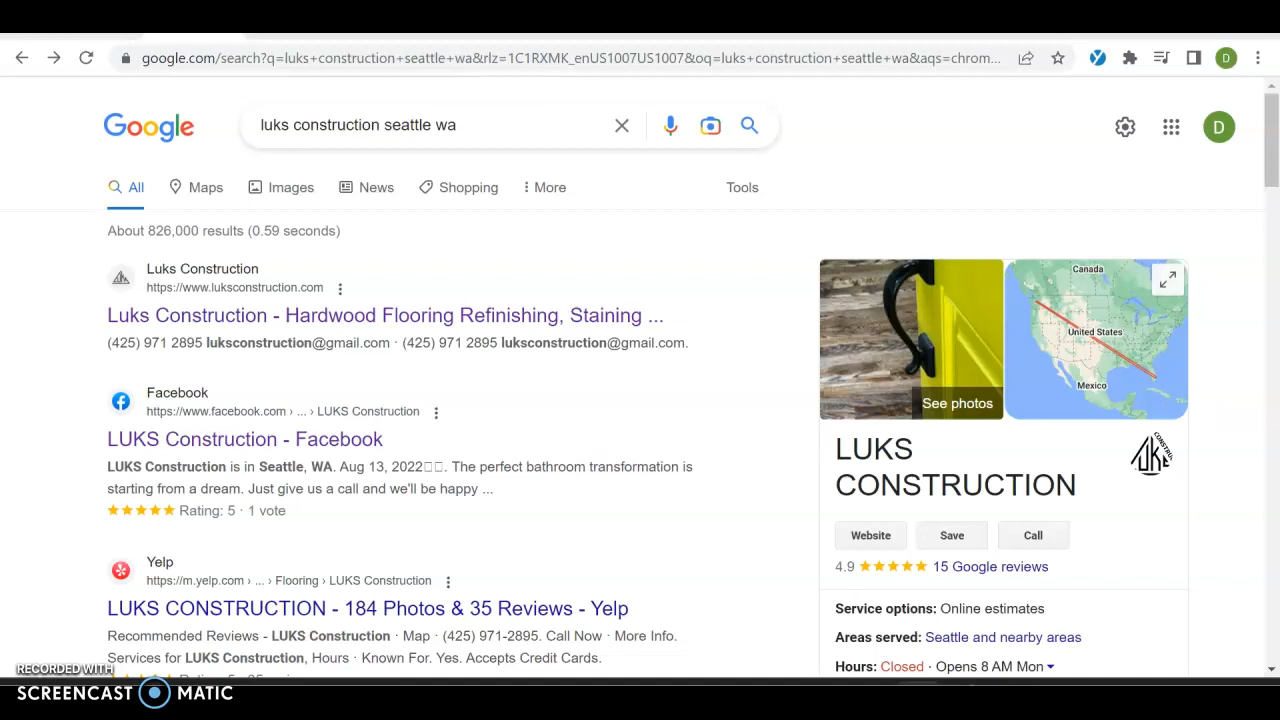 google.com/search?q=luks+construction+seattle+wa&rlz=1C1RXMK_enUS1007US1007&oq=luks+construction+seattle+wa&aqs=chrom...
D
Google
luks construction seattle wa
D
All
Maps
Images
News
Shopping
More
Tools
About 826,000 results (0.59 seconds)
Luks Construction
https://www.luksconstruction.com
Luks Construction - Hardwood Flooring Refinishing, Staining ...
(425) 971 2895 luksconstruction@gmail.com · (425) 971 2895 luksconstruction@gmail.com.
Facebook
https://www.facebook.com › ... › LUKS Construction
LUKS Construction - Facebook
LUKS Construction is in Seattle, WA. Aug 13, 2022. The perfect bathroom transformation is
starting from a dream. Just give us a call and we'll be happy ...
Rating: 5 · 1 vote
Yelp
https://m.yelp.com › ... › Flooring › LUKS Construction
LUKS CONSTRUCTION - 184 Photos & 35 Reviews - Yelp
Recommended Reviews - LUKS Construction · Map · (425) 971-2895. Call Now · More Info.
Services for LUKS Construction, Hours · Known For. Yes. Accepts Credit Cards.
See photos
Canada
United States
Mexico
LUKS
CONSTRUCTION
Website
Save
Call
4.9
15 Google reviews
Service options: Online estimates
Areas served: Seattle and nearby areas
Hours: Closed · Opens 8 AM Mon
RECORDED WITH
SCREENCAST MATIC